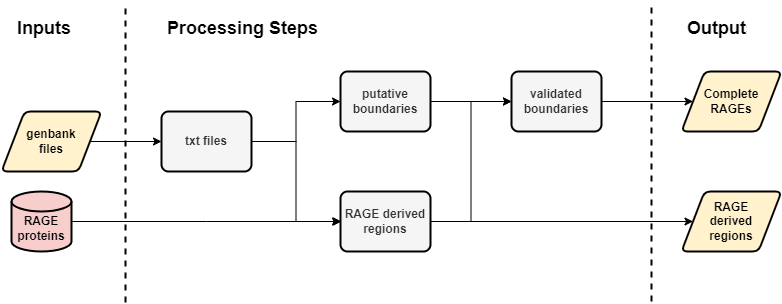 Inputs
Processing Steps
Output
putative
boundaries
validated
boundaries
Complete
RAGEs
genbank
files
txt files
RAGE
proteins
RAGE derived
regions
RAGE
derived
regions